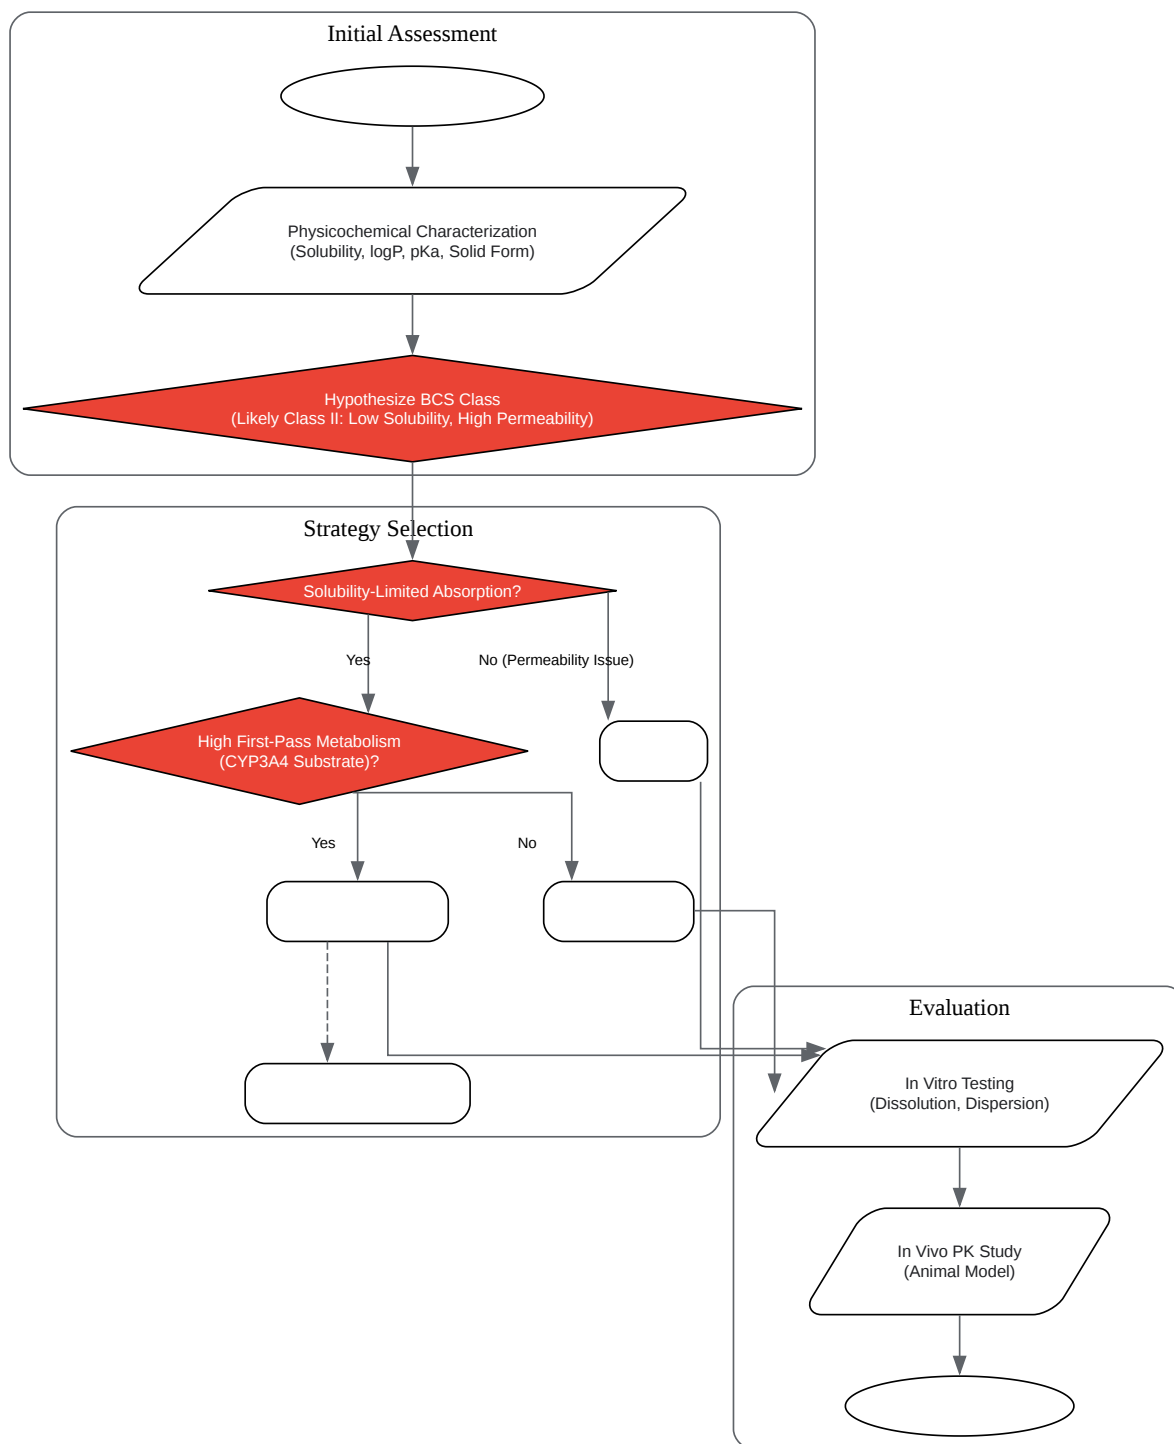 Initial Assessment
Physicochemical Characterization
(Solubility, logP, pKa, Solid Form)
Hypothesize BCS Class
(Likely Class II: Low Solubility, High Permeability)
Strategy Selection
Solubility-Limited Absorption?
Yes
No (Permeability Issue)
High First-Pass Metabolism
(CYP3A4 Substrate)?
Yes
No
Evaluation
In Vitro Testing
(Dissolution, Dispersion)
In Vivo PK Study
(Animal Model)